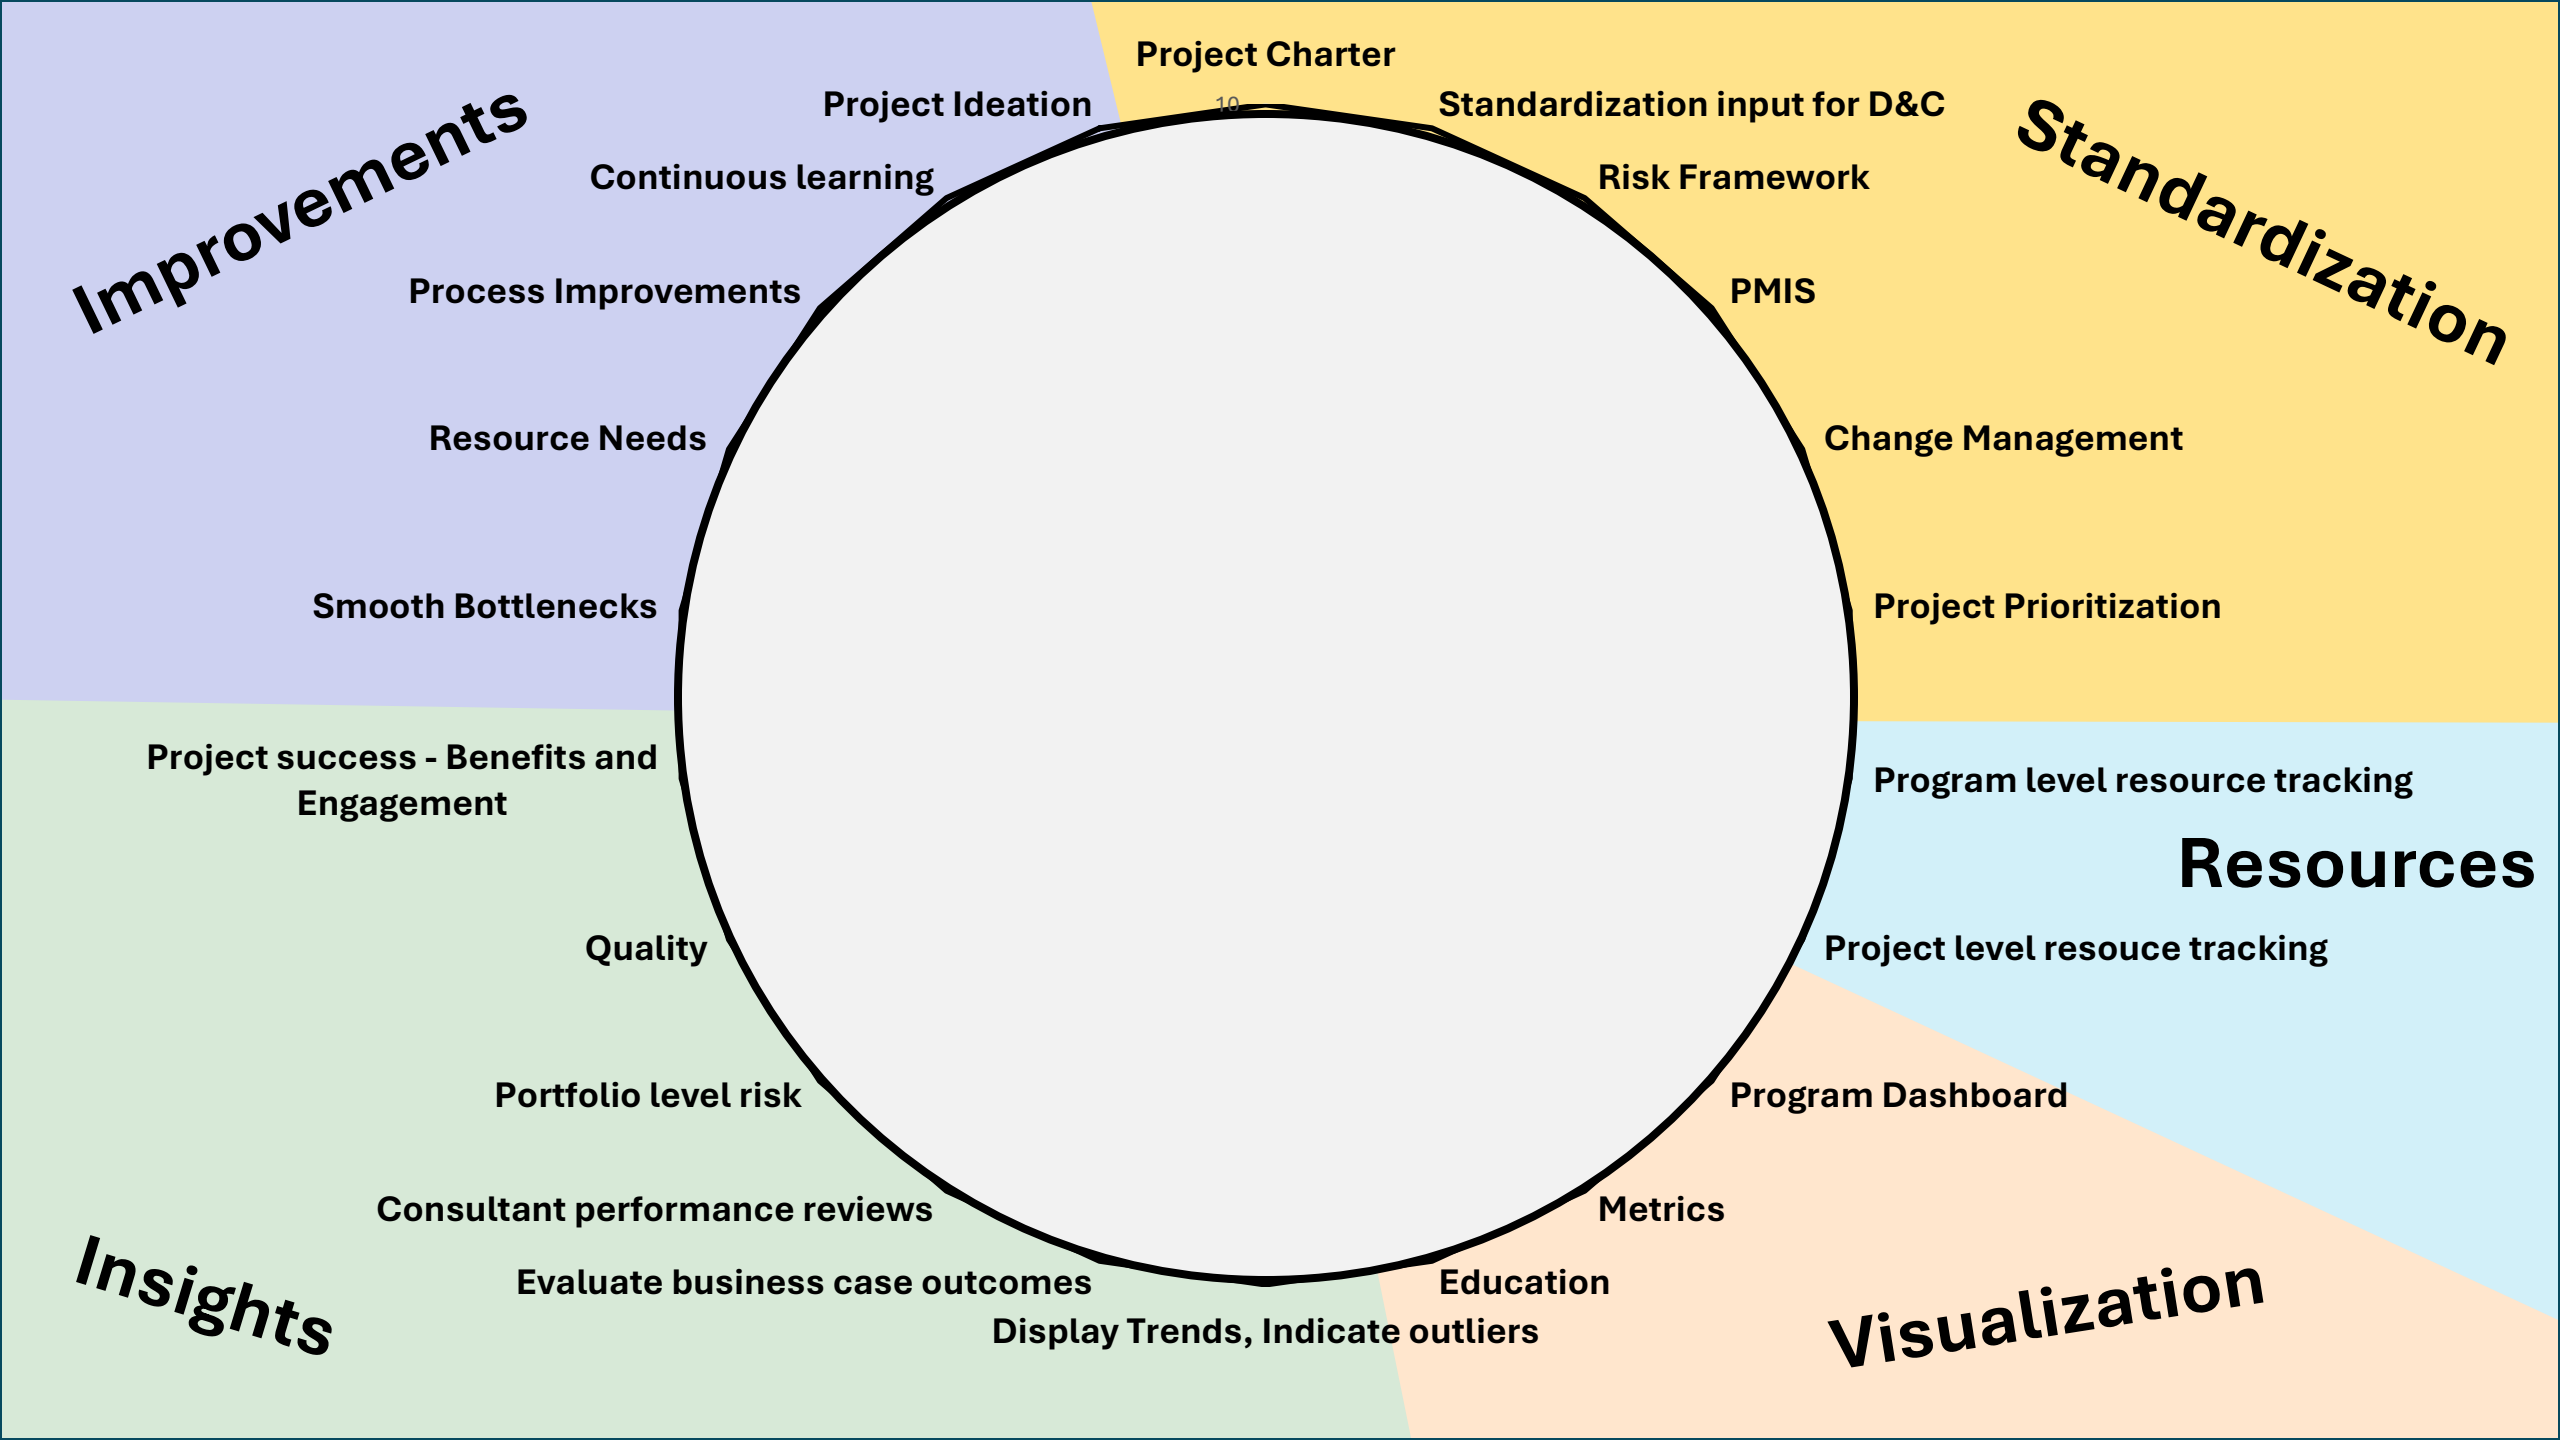 Project Charter
10
Project Ideation
Standardization input for D&C
Improvements
Standardization
Continuous learning
Risk Framework
Process Improvements
PMIS
Resource Needs
Change Management
Smooth Bottlenecks
Project Prioritization
Project success - Benefits and
Engagement
Program level resource tracking
Resources
Quality
Project level resouce tracking
Portfolio level risk
Program Dashboard
Consultant performance reviews
Metrics
Insights
Evaluate business case outcomes
Education
Visualization
Display Trends, Indicate outliers